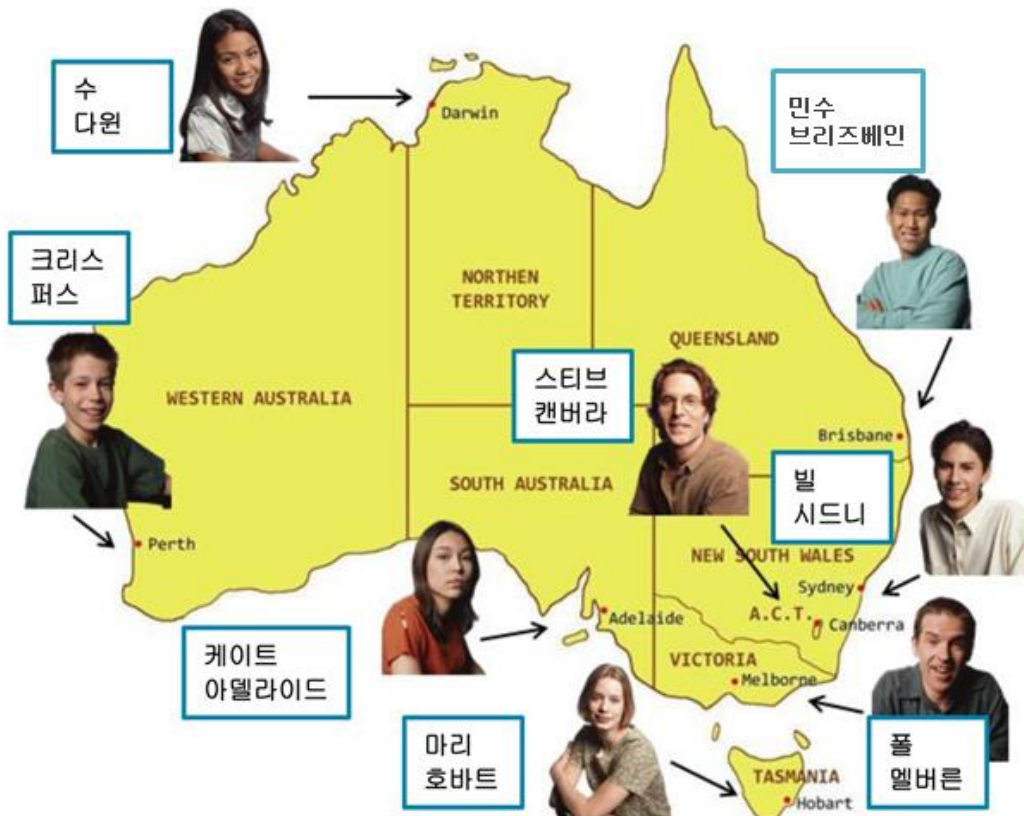 수
다윈
Darwin
민수
브리즈베인
크리스
퍼스
NORTHEN
TERRITORY
QUEENSLAND
WESTERN AUSTRALIA
스티브
캔버라
Brisbane
SOUTH AUSTRALIA
빌
시드니
Perth
NEW SOUTH WALES
Sydney
Adelaide
A.C.T.
Canberra
케이트
아델라이드
VICTORIA
Melborne
마리
호바트
폴
멜버른
TASMANIA
Hobart